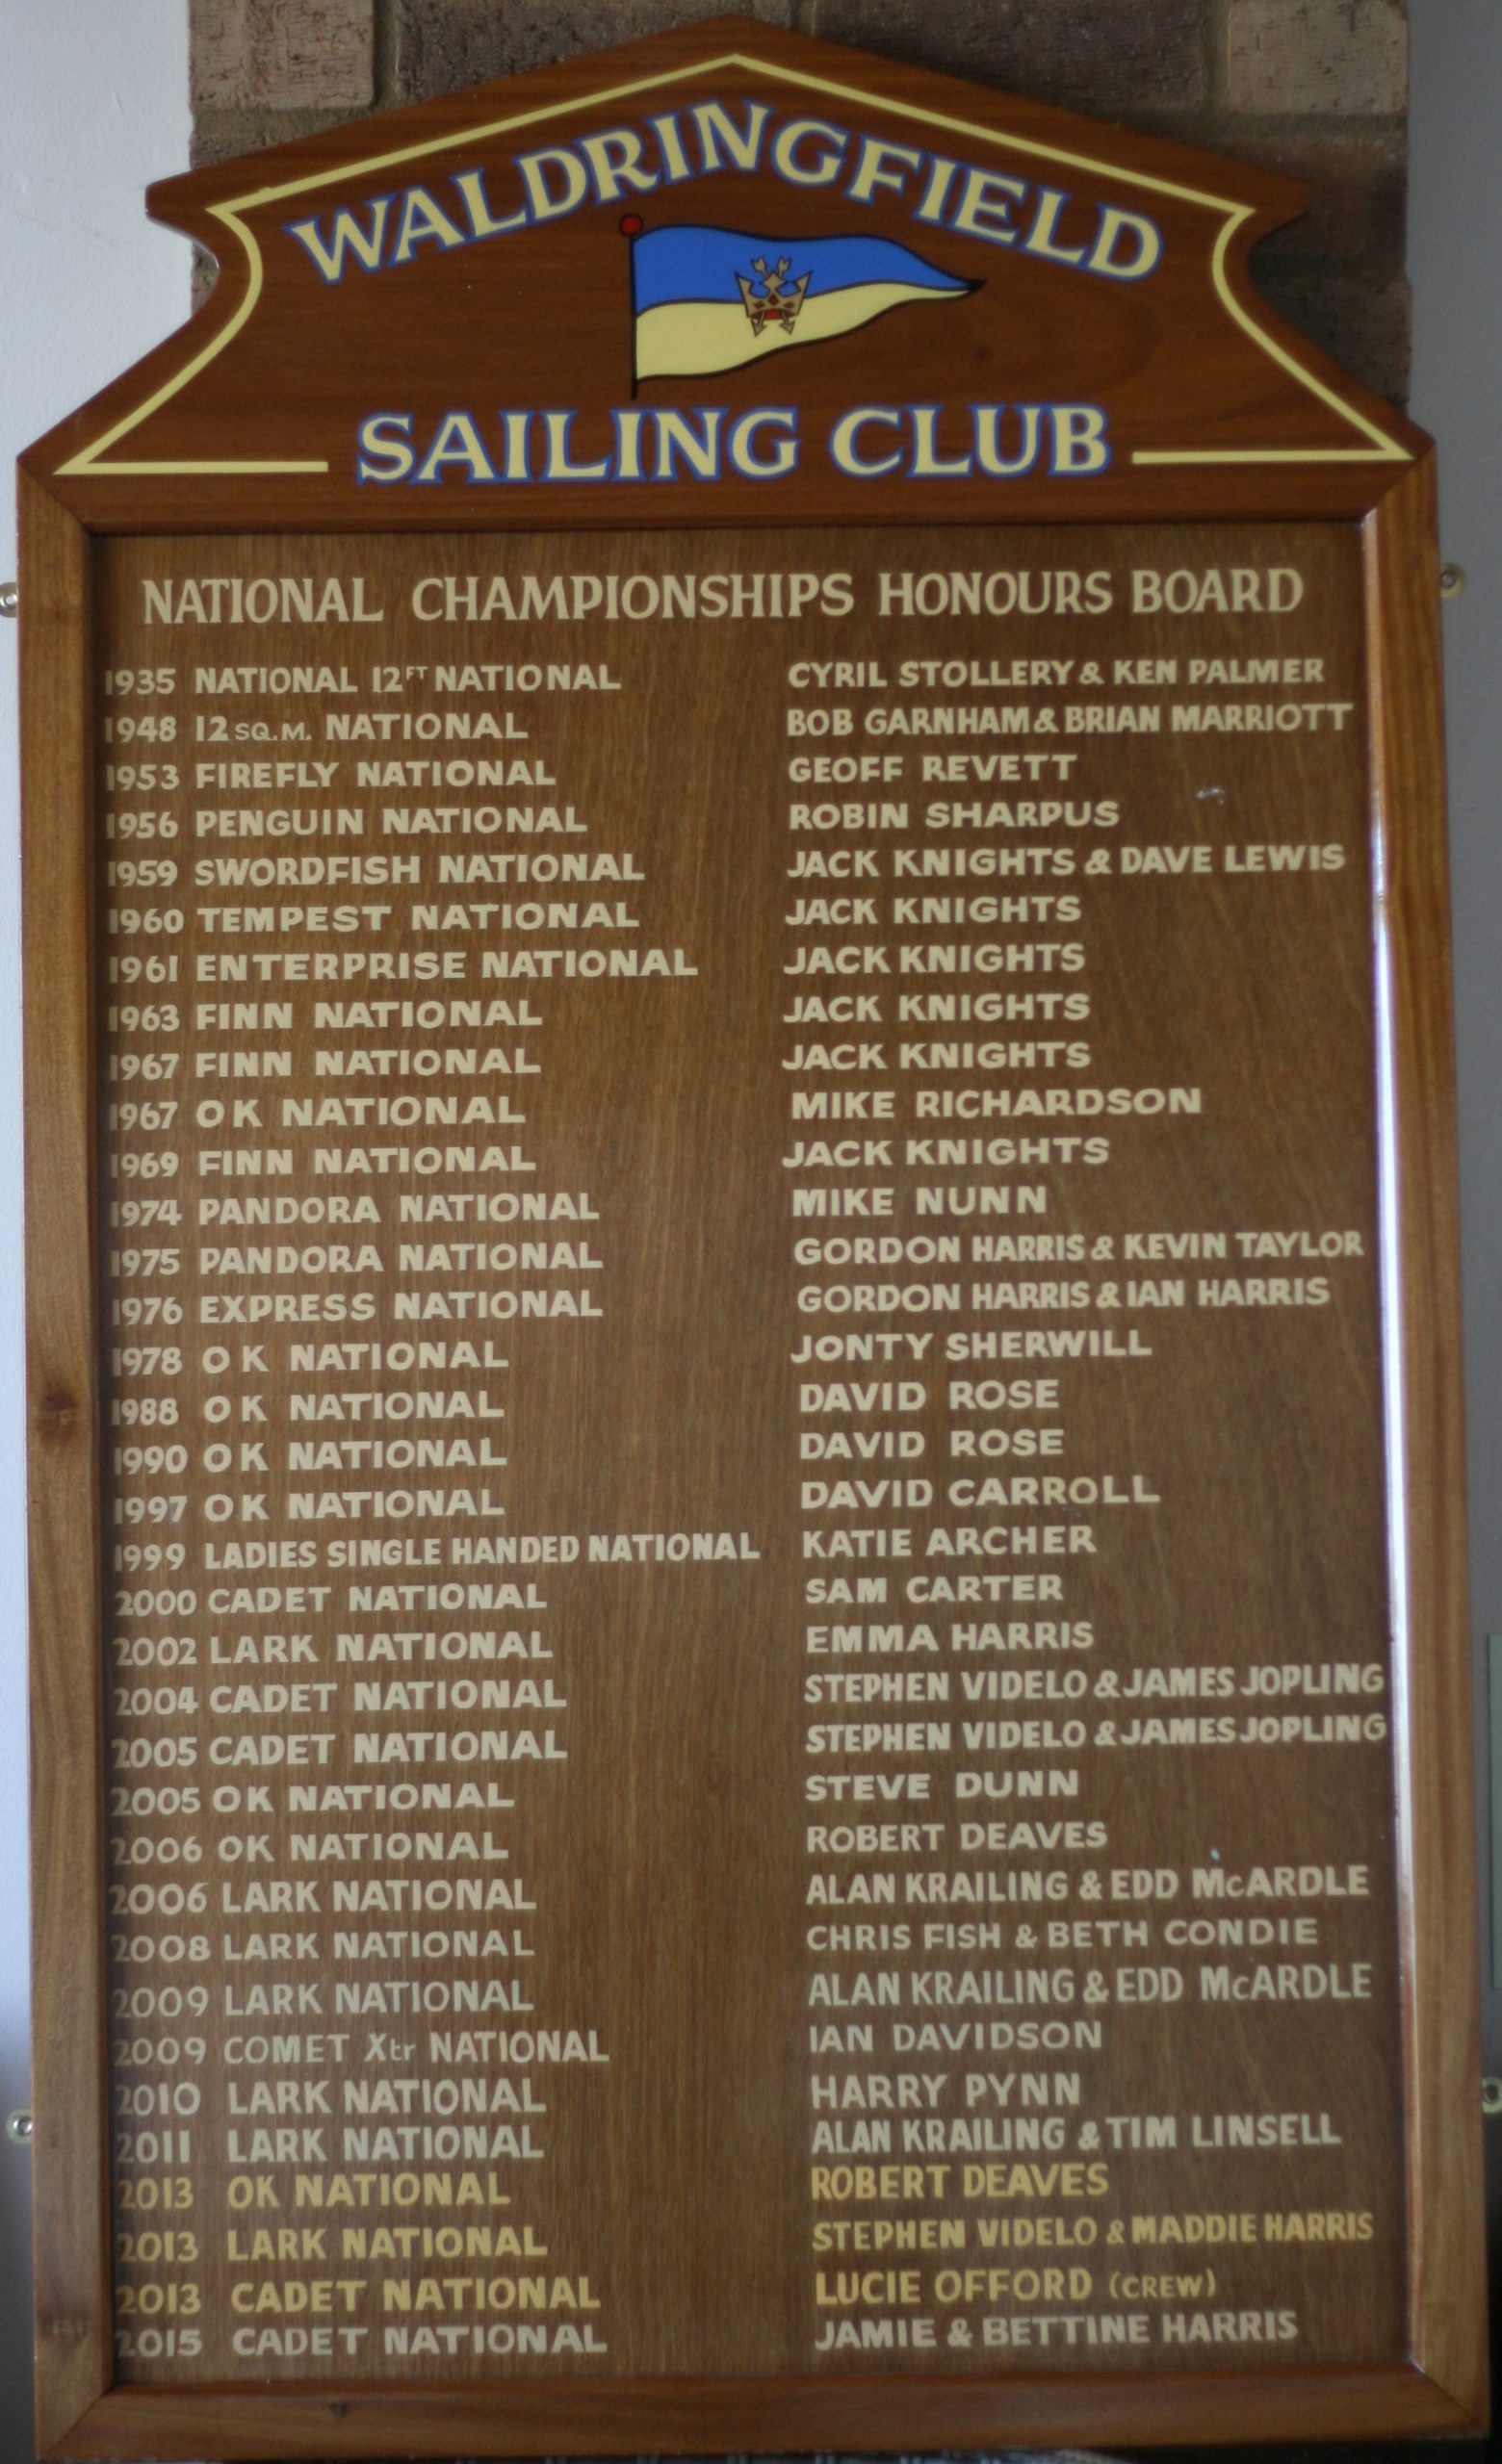 WALDRINGFIELD
SAILING CLUB
NATIONAL CHAMPIONSHIPS HONOURS BOARD
1935 NATIONAL 12FT NATIONAL CYRIL STOLLERY & KEN PALMER
1948 12 SQ.M. NATIONAL BOB GARNHAM & BRIAN MARRIOTT
1953 FIREFLY NATIONAL GEOFF REVETT
1956 PENGUIN NATIONAL ROBIN SHARPUS
1959 SWORDFISH NATIONAL JACK KNIGHTS & DAVE LEWIS
1960 TEMPEST NATIONAL JACK KNIGHTS
1961 ENTERPRISE NATIONAL JACK KNIGHTS
1963 FINN NATIONAL JACK KNIGHTS
1967 FINN NATIONAL JACK KNIGHTS
1967 OK NATIONAL MIKE RICHARDSON
1969 FINN NATIONAL JACK KNIGHTS
1974 PANDORA NATIONAL MIKE NUNN
1975 PANDORA NATIONAL GORDON HARRIS & KEVIN TAYLOR
1976 EXPRESS NATIONAL GORDON HARRIS & IAN HARRIS
1978 OK NATIONAL JONTY SHERWILL
1988 OK NATIONAL DAVID ROSE
1990 OK NATIONAL DAVID ROSE
1997 OK NATIONAL DAVID CARROLL
1999 LADIES SINGLE HANDED NATIONAL KATIE ARCHER
2000 CADET NATIONAL SAM CARTER
2002 LARK NATIONAL EMMA HARRIS
2004 CADET NATIONAL STEPHEN VIDELO & JAMES JOPLING
2005 CADET NATIONAL STEPHEN VIDELO & JAMES JOPLING
2005 OK NATIONAL STEVE DUNN
2006 OK NATIONAL ROBERT DEAVES
2006 LARK NATIONAL ALAN KRAILING & EDD McARDLE
2008 LARK NATIONAL CHRIS FISH & BETH CONDIE
2009 LARK NATIONAL ALAN KRAILING & EDD McARDLE
2009 COMET Xtr NATIONAL IAN DAVIDSON
2010 LARK NATIONAL HARRY PYNN
2011 LARK NATIONAL ALAN KRAILING & TIM LINSELL
2013 OK NATIONAL ROBERT DEAVES
2013 LARK NATIONAL STEPHEN VIDELO & MADDIE HARRIS
2013 CADET NATIONAL LUCIE OFFORD (CREW)
2015 CADET NATIONAL JAMIE & BETTINE HARRIS